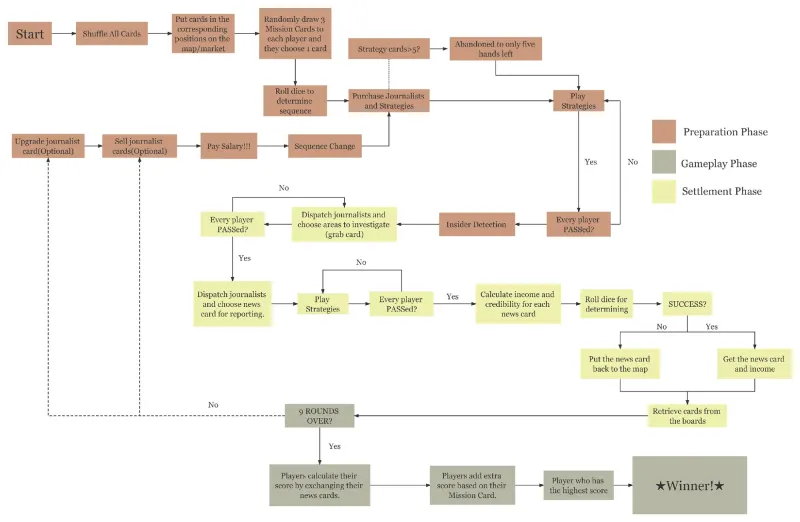 Start
Shuffle All Cards
Put cards in the
corresponding
positions on the
map/market
Randomly draw 3
Mission Cards to
each player and
they choose 1 card
Strategy cards>5?
Abandoned to only five
hands left
Roll dice to
determine
sequence
Purchase Journalists
and Strategies
Play
Strategies
Upgrade journalist
card(Optional)
Sell journalist
cards(Optional)
Pay Salary!!!
Sequence Change
Yes
No
Preparation Phase
Gameplay Phase
Settlement Phase
No
Every player
PASSed?
Dispatch journalists and
choose areas to investigate
(grab card)
Insider Detection
Every player
PASSed?
Yes
No
Dispatch journalists
and choose news
card for reporting.
Play
Strategies
Every player
PASSed?
Yes
Calculate income and
credibility for each
news card
Roll dice for
determining
SUCCESS?
No
Yes
Put the news card
back to the map
Get the news card
and income
No
9 ROUNDS
OVER?
Retrieve cards from
the boards
Yes
Players calculate their
score by exchanging their
news cards.
Players add extra
score based on their
Mission Card.
Player who has
the highest score
★Winner!★